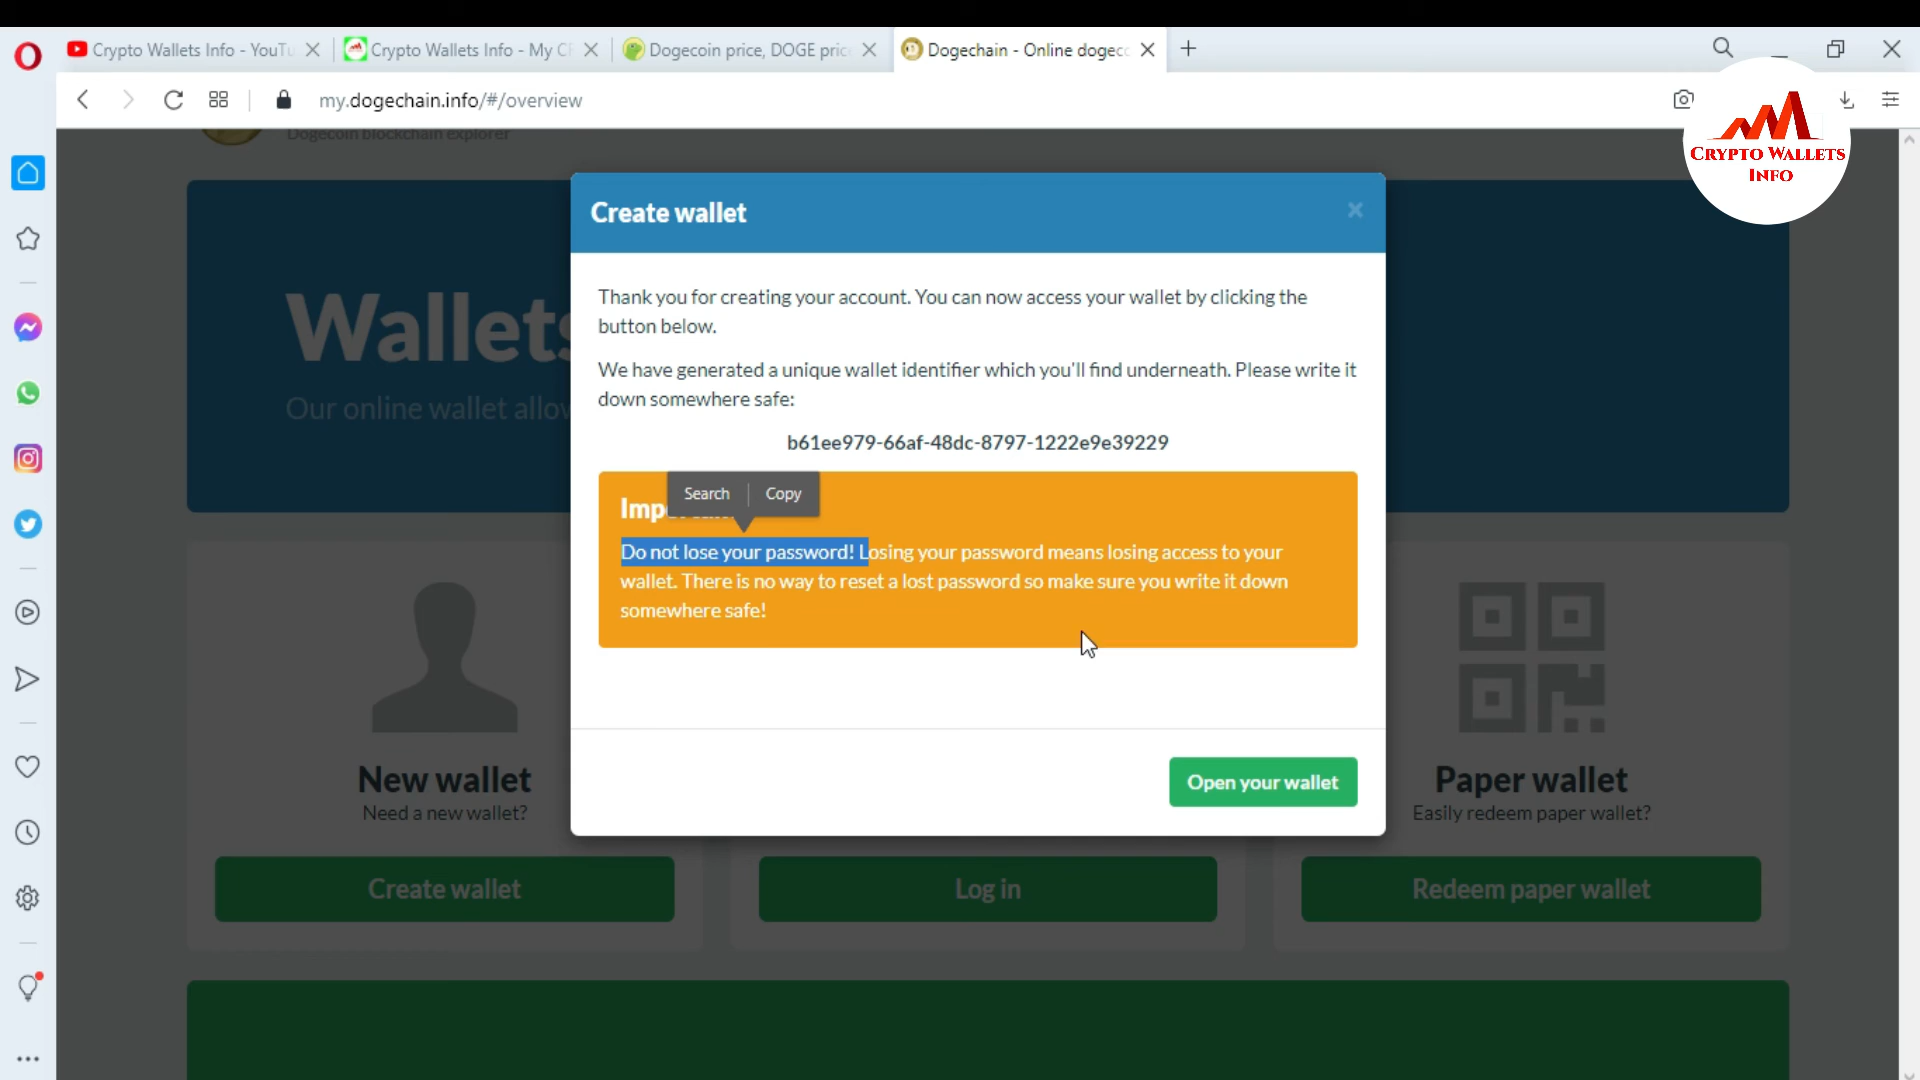 Crypto Wallets Info - YouTu
Crypto Wallets Info - My C
Dogecoin price, DOGE pric
Dogechain - Online dogec
my.dogechain.info/#/overview
CRYPTO WALLETS
INFO
Dogecoin blockchain explorer
Create wallet
Wallets
Our online wallet allo
Thank you for creating your account. You can now access your wallet by clicking the
button below.
We have generated a unique wallet identifier which you'll find underneath. Please write it
down somewhere safe:
b61ee979-66af-48dc-8797-1222e9e39229
Search
Copy
Do not lose your password! Losing your password means losing access to your
wallet. There is no way to reset a lost password so make sure you write it down
somewhere safe!
Open your wallet
New wallet
Need a new wallet?
Create wallet
Log in
Paper wallet
Easily redeem paper wallet?
Redeem paper wallet